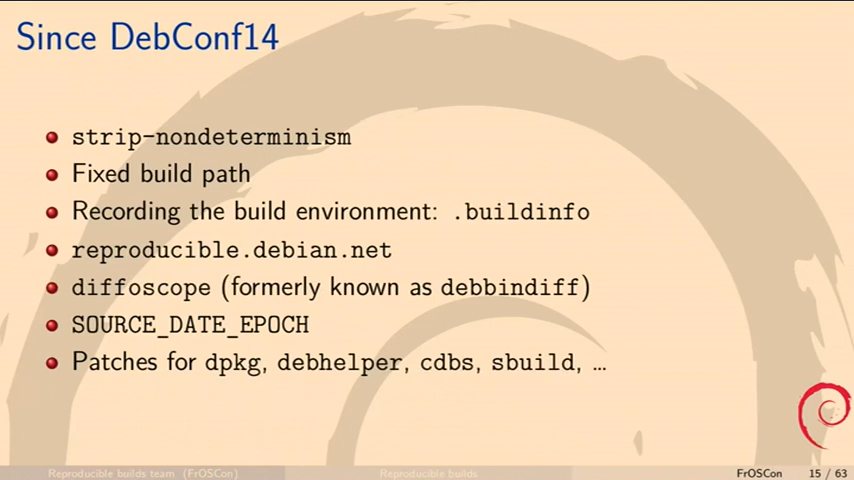 Since DebConf14
strip-nondeterminism
Fixed build path
Recording the build environment: .buildinfo
reproducible.debian.net
diffoscope (formerly known as debbindiff)
SOURCE_DATE_EPOCH
Patches for dpkg, debhelper, cdbs, sbuild, …
Reproducible builds team (FrOSCon) Reproducible builds FrOSCon 15 / 63